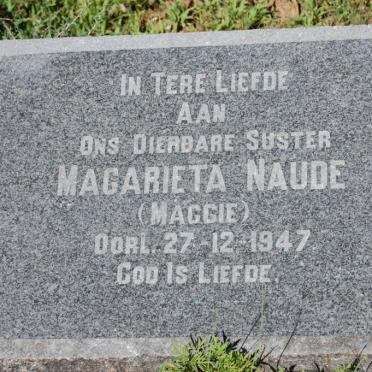 In Tere Liefde
Aan
Ons Dierbare Suster
Magarieta Naude
(Maggie)
Oorl. 27-12-1947
God Is Liefde.